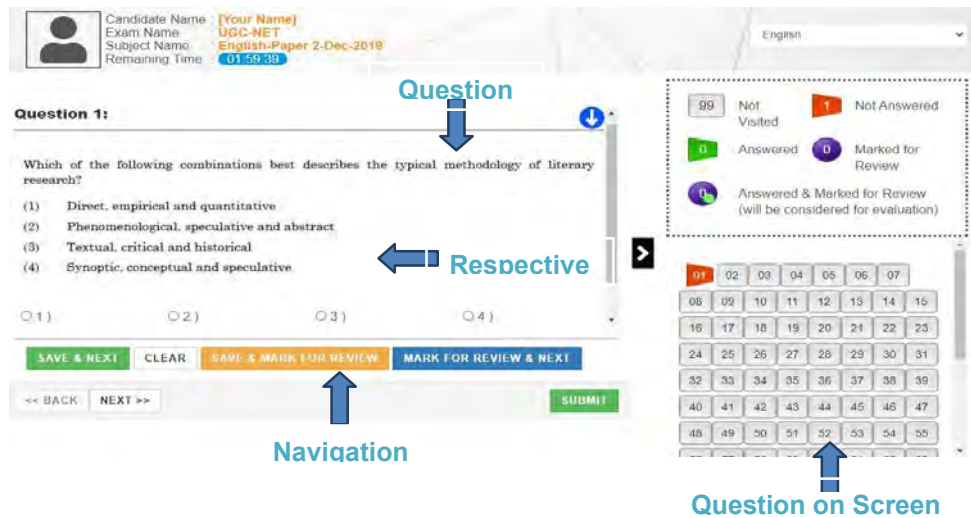 Candidate Name : [Your Name]
Exam Name : UGC-NET
Subject Name : English-Paper 2-Dec-2019
Remaining Time : 01:59:39
English
Question
Question 1:
Which of the following combinations best describes the typical methodology of literary
research?
(1) Direct, empirical and quantitative
(2) Phenomenological, speculative and abstract
(3) Textual, critical and historical
(4) Synoptic, conceptual and speculative
Respective
1) 2) 3) 4)
SAVE & NEXT CLEAR SAVE & MARK FOR REVIEW MARK FOR REVIEW & NEXT
<< BACK NEXT >> SUBMIT
Navigation
99 Not Visited 1 Not Answered
0 Answered 0 Marked for Review
0 Answered & Marked for Review
(will be considered for evaluation)
01 02 03 04 05 06 07
08 09 10 11 12 13 14 15
16 17 18 19 20 21 22 23
24 25 26 27 28 29 30 31
32 33 34 35 36 37 38 39
40 41 42 43 44 45 46 47
48 49 50 51 52 53 54 55
Question on Screen